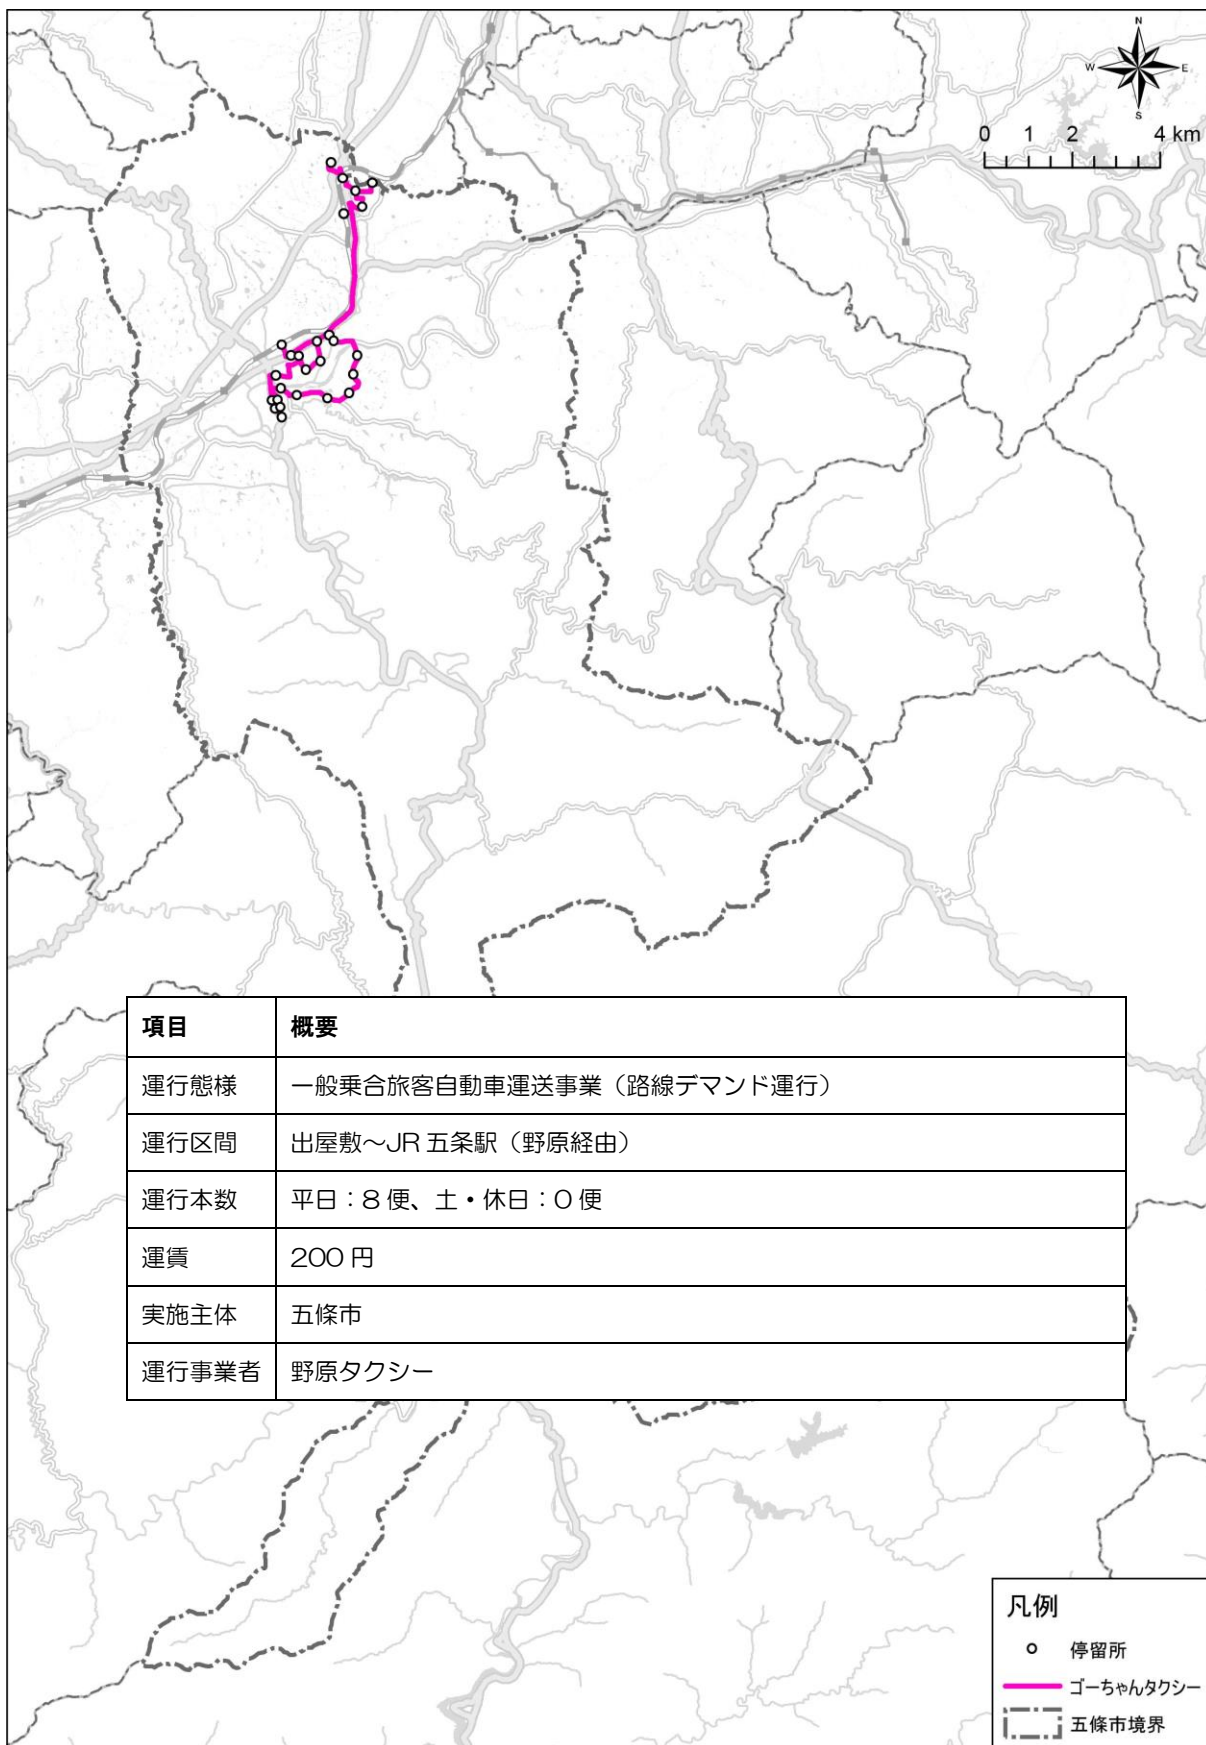 N
W E
S
0 1 2 4 km
項目 概要
運行態様 一般乗合旅客自動車運送事業（路線デマンド運行）
運行区間 出屋敷～JR 五条駅（野原経由）
運行本数 平日：8 便、土・休日：0 便
運賃 200 円
実施主体 五條市
運行事業者 野原タクシー
凡例
停留所
ゴーちゃんタクシー
五條市境界